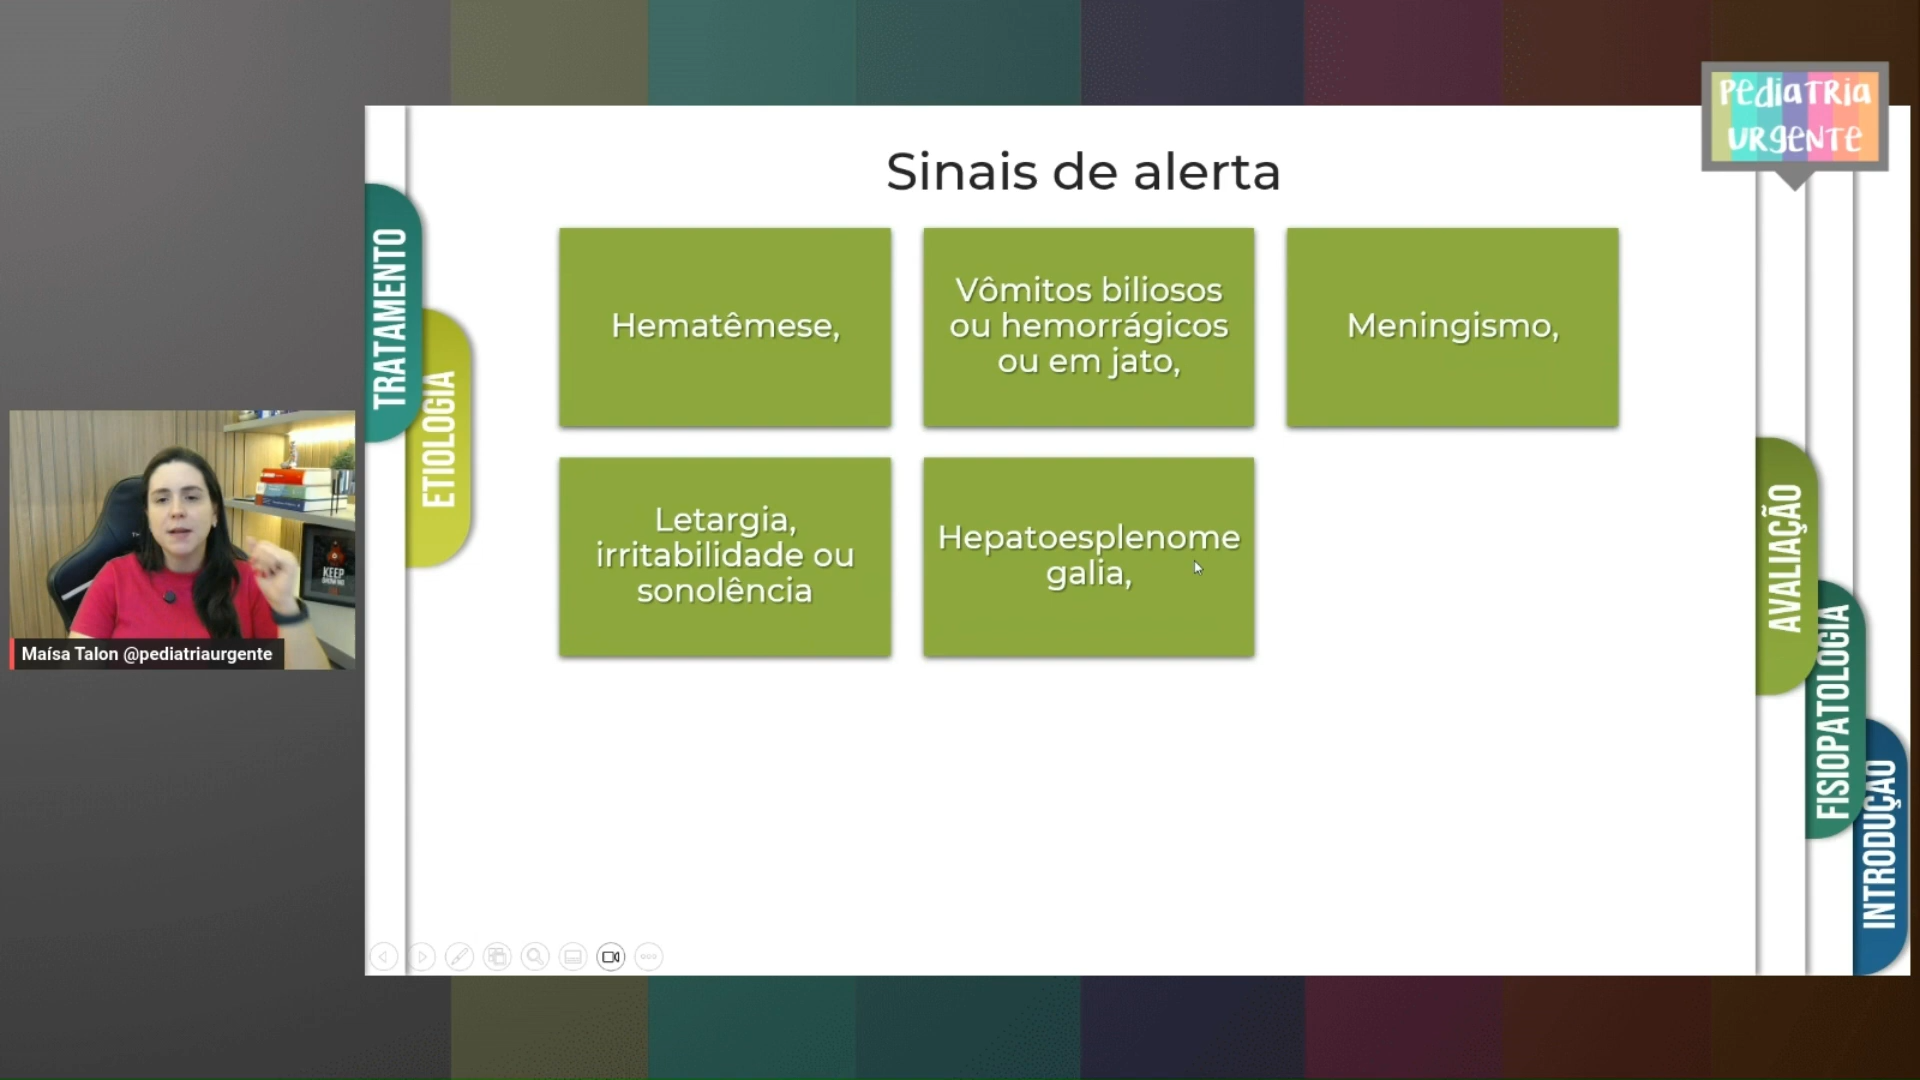 PEdiaTRia
URgENTE
Sinais de alerta
Hematêmese,
Vômitos biliosos
ou hemorrágicos
ou em jato,
Meningismo,
Letargia,
irritabilidade ou
sonolência
Hepatoesplenome
galia,
TRATAMENTO
ETIOLOGIA
AVALIAÇÃO
FISIOPATOLOGIA
INTRODUÇÃO
KEEP
Maísa Talon @pediatriaurgente